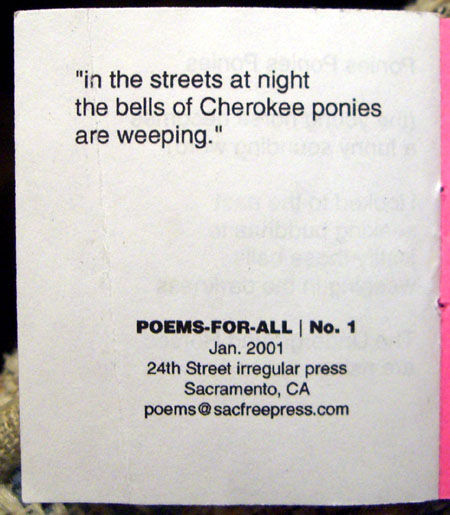 "in the streets at night
the bells of Cherokee ponies
are weeping."
POEMS-FOR-ALL | No. 1
Jan. 2001
24th Street irregular press
Sacramento, CA
poems@sacfreepress.com